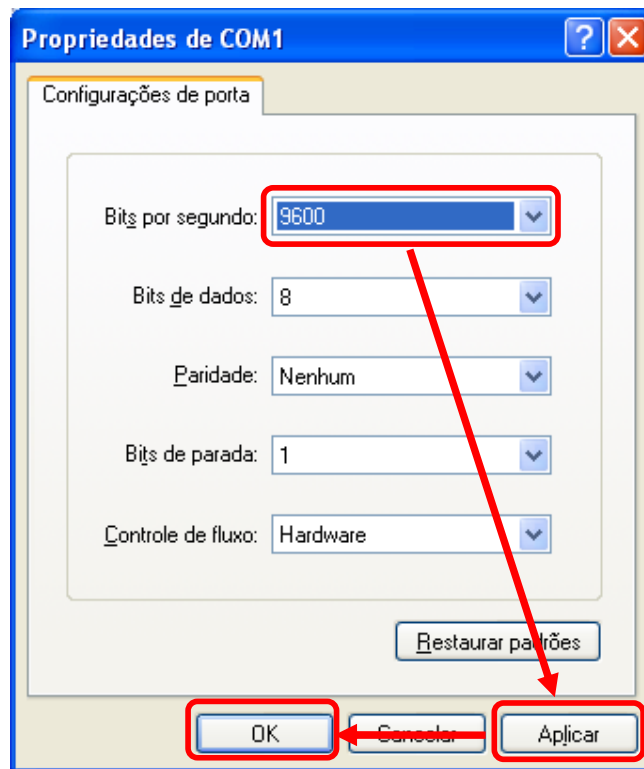 Propriedades de COM1
Configurações de porta
Bits por segundo: 9600
Bits de dados: 8
Paridade: Nenhum
Bits de parada: 1
Controle de fluxo: Hardware
Restaurar padrões
OK Cancelar Aplicar